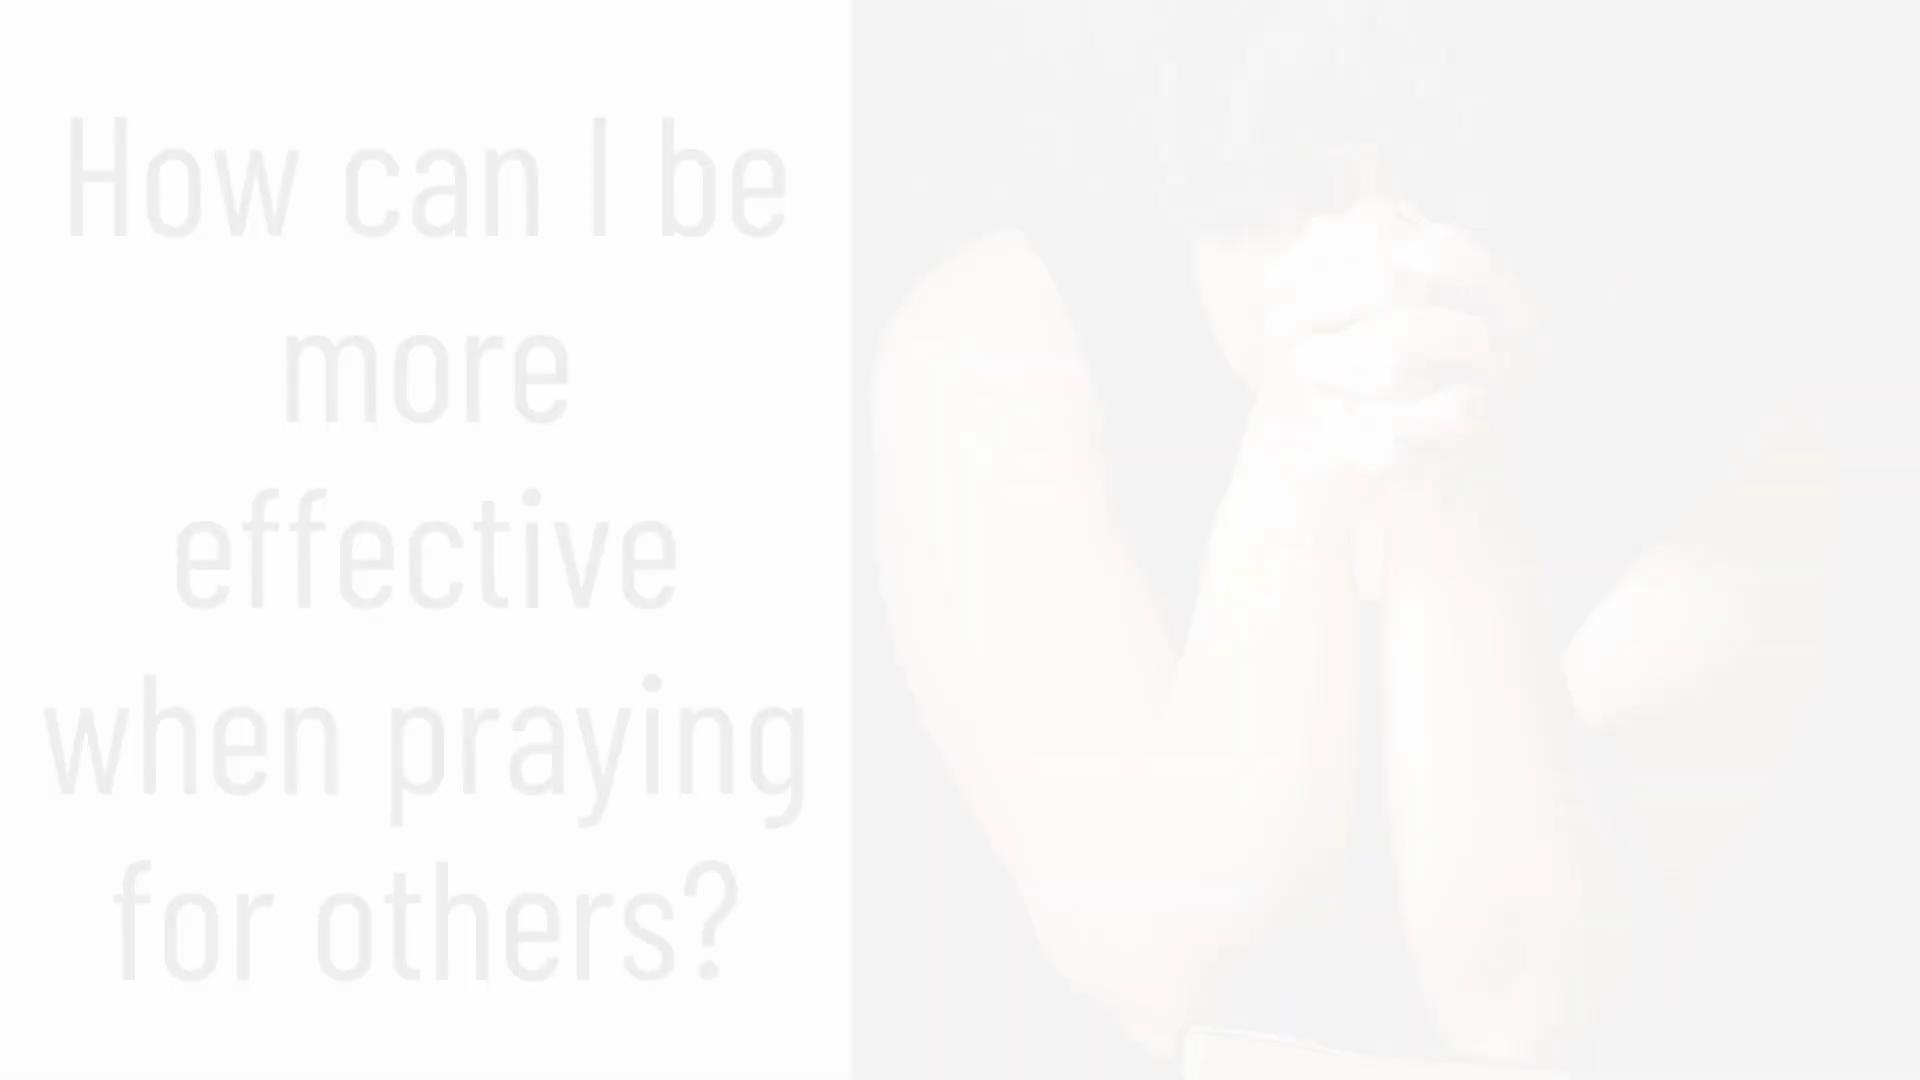 How can I be
more
effective
when praying
for others?